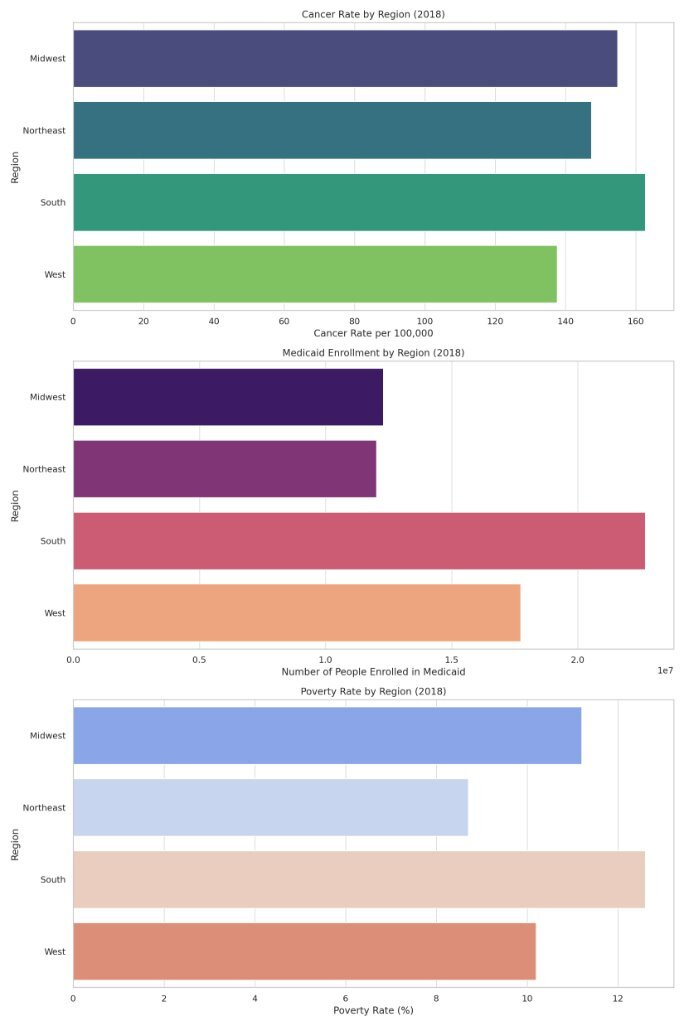 Cancer Rate by Region (2018)
Region
Midwest
Northeast
South
West
0 20 40 60 80 100 120 140 160
Cancer Rate per 100,000
Medicaid Enrollment by Region (2018)
Region
Midwest
Northeast
South
West
0.0 0.5 1.0 1.5 2.0
1e7
Number of People Enrolled in Medicaid
Poverty Rate by Region (2018)
Region
Midwest
Northeast
South
West
0 2 4 6 8 10 12
Poverty Rate (%)